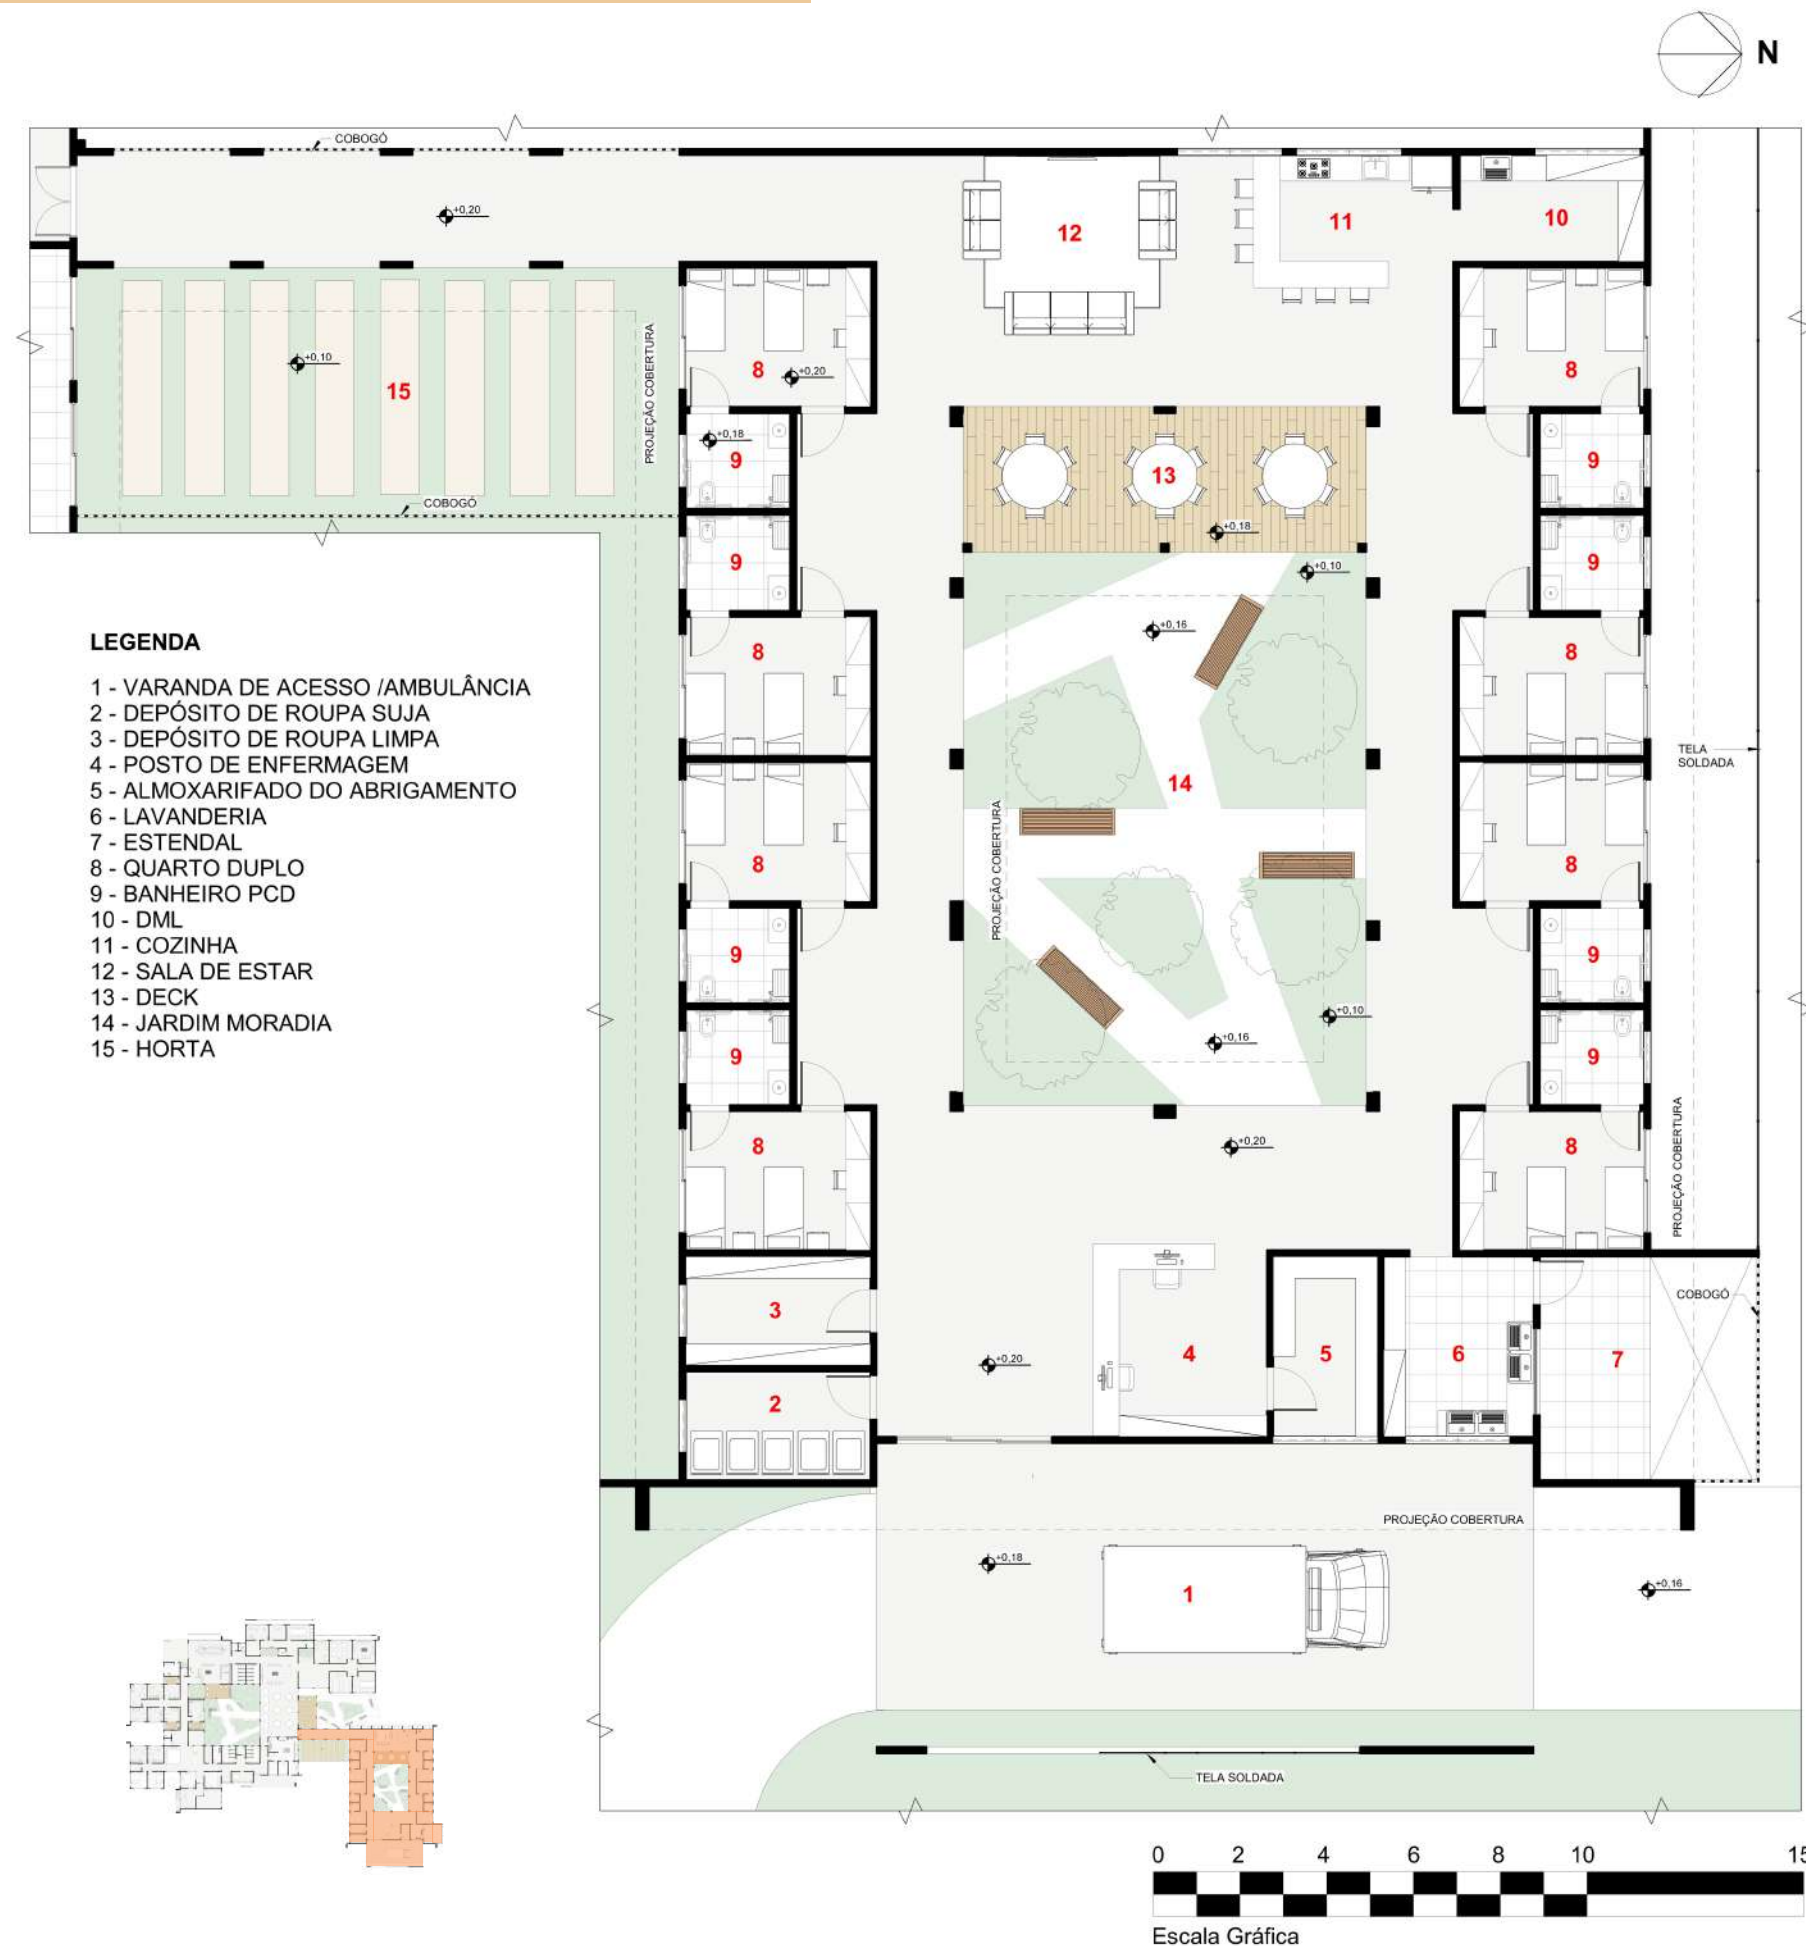 N
COBOGÓ
+0,20
12
11
10
+0,10
15
PROJEÇÃO COBERTURA
8
+0,20
8
+0,18
9
13
9
COBOGÓ
+0,18
9
9
+0,10
+0,16
8
8
LEGENDA
1 - VARANDA DE ACESSO /AMBULÂNCIA
2 - DEPÓSITO DE ROUPA SUJA
3 - DEPÓSITO DE ROUPA LIMPA
4 - POSTO DE ENFERMAGEM
5 - ALMOXARIFADO DO ABRIGAMENTO
6 - LAVANDERIA
7 - ESTENDAL
8 - QUARTO DUPLO
9 - BANHEIRO PCD
10 - DML
11 - COZINHA
12 - SALA DE ESTAR
13 - DECK
14 - JARDIM MORADIA
15 - HORTA
TELA
SOLDADA
14
PROJEÇÃO COBERTURA
8
8
9
9
+0,10
+0,16
9
9
8
+0,20
8
PROJEÇÃO COBERTURA
COBOGÓ
3
4
5
6
7
+0,20
2
PROJEÇÃO COBERTURA
+0,18
1
+0,16
TELA SOLDADA
0 2 4 6 8 10 15
Escala Gráfica